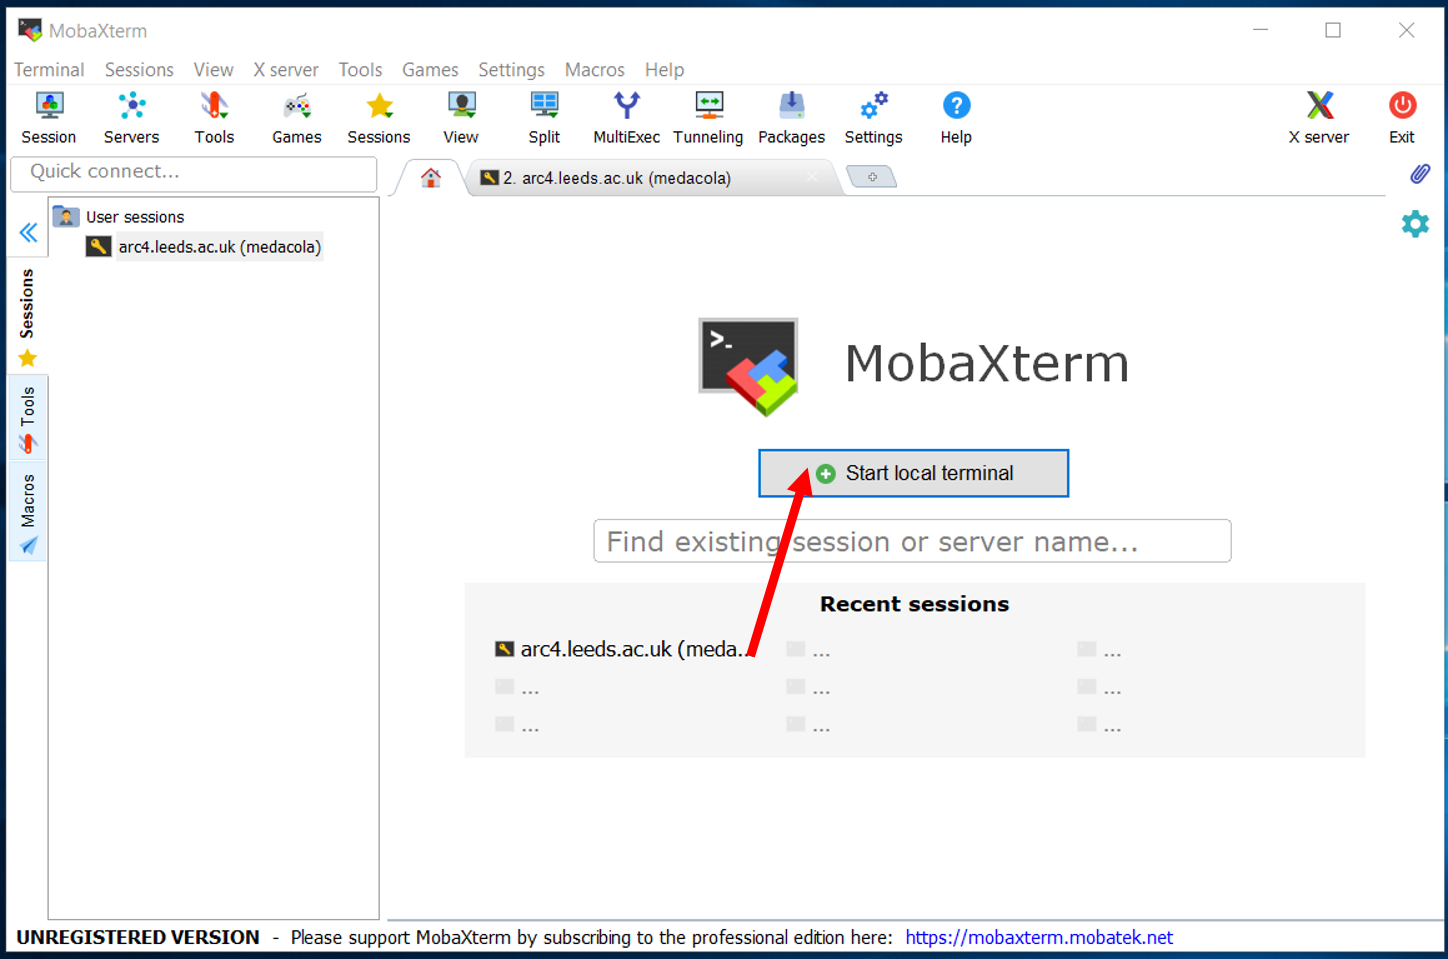 MobaXterm
Terminal Sessions View X server Tools Games Settings Macros Help
Session Servers Tools Games Sessions View Split MultiExec Tunneling Packages Settings Help X server Exit
Quick connect...
2. arc4.leeds.ac.uk (medacola)
User sessions
arc4.leeds.ac.uk (medacola)
Sessions
Tools
Macros
>_
MobaXterm
Start local terminal
Find existing session or server name...
Recent sessions
arc4.leeds.ac.uk (meda... ... ...
... ... ...
... ... ...
UNREGISTERED VERSION - Please support MobaXterm by subscribing to the professional edition here: https://mobaxterm.mobatek.net